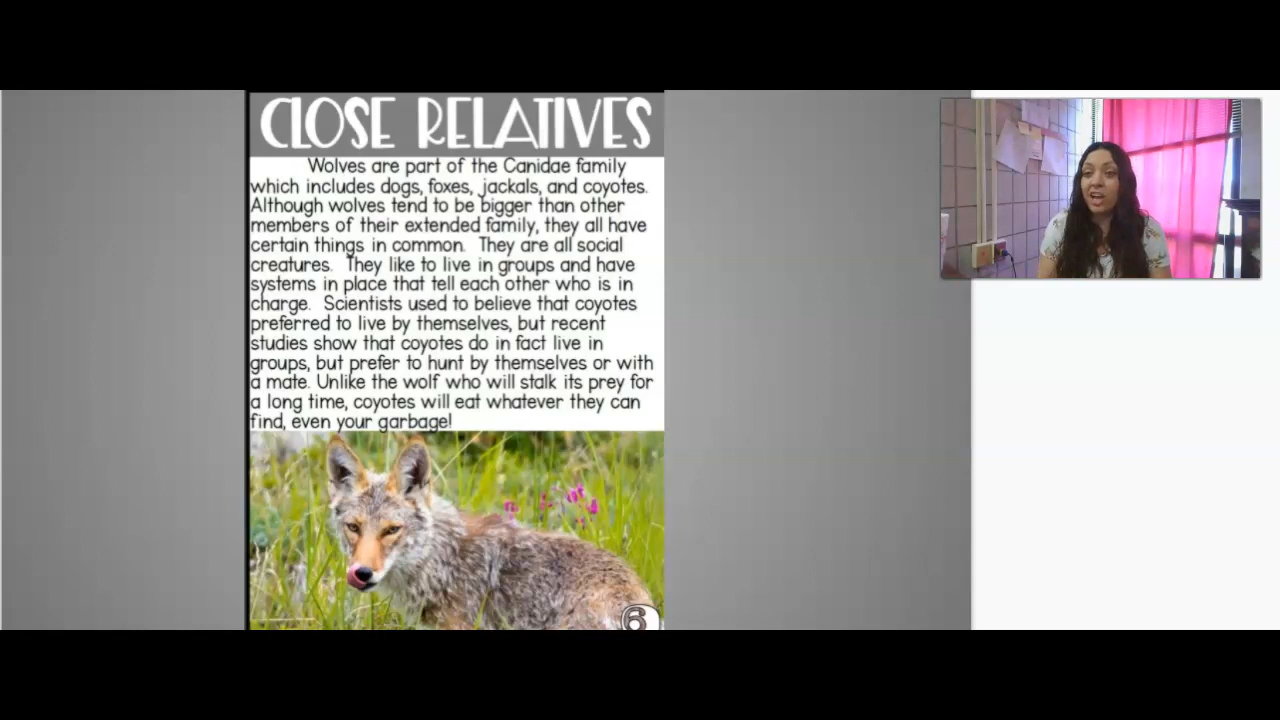 CLOSE RELATIVES
Wolves are part of the Canidae family
which includes dogs, foxes, jackals, and coyotes.
Although wolves tend to be bigger than other
members of their extended family, they all have
certain things in common. They are all social
creatures. They like to live in groups and have
systems in place that tell each other who is in
charge. Scientists used to believe that coyotes
preferred to live by themselves, but recent
studies show that coyotes do in fact live in
groups, but prefer to hunt by themselves or with
a mate. Unlike the wolf who will stalk its prey for
a long time, coyotes will eat whatever they can
find, even your garbage!
6